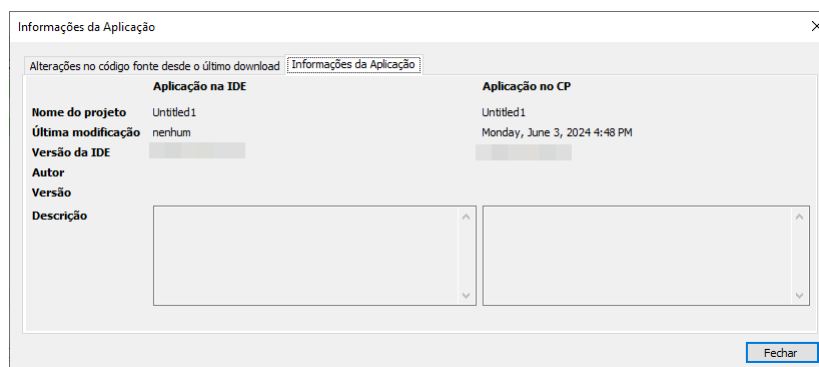 Informações da Aplicação
Alterações no código fonte desde o último download Informações da Aplicação
Aplicação na IDE Aplicação no CP
Nome do projeto Untitled1 Untitled1
Última modificação nenhum Monday, June 3, 2024 4:48 PM
Versão da IDE
Autor
Versão
Descrição
Fechar